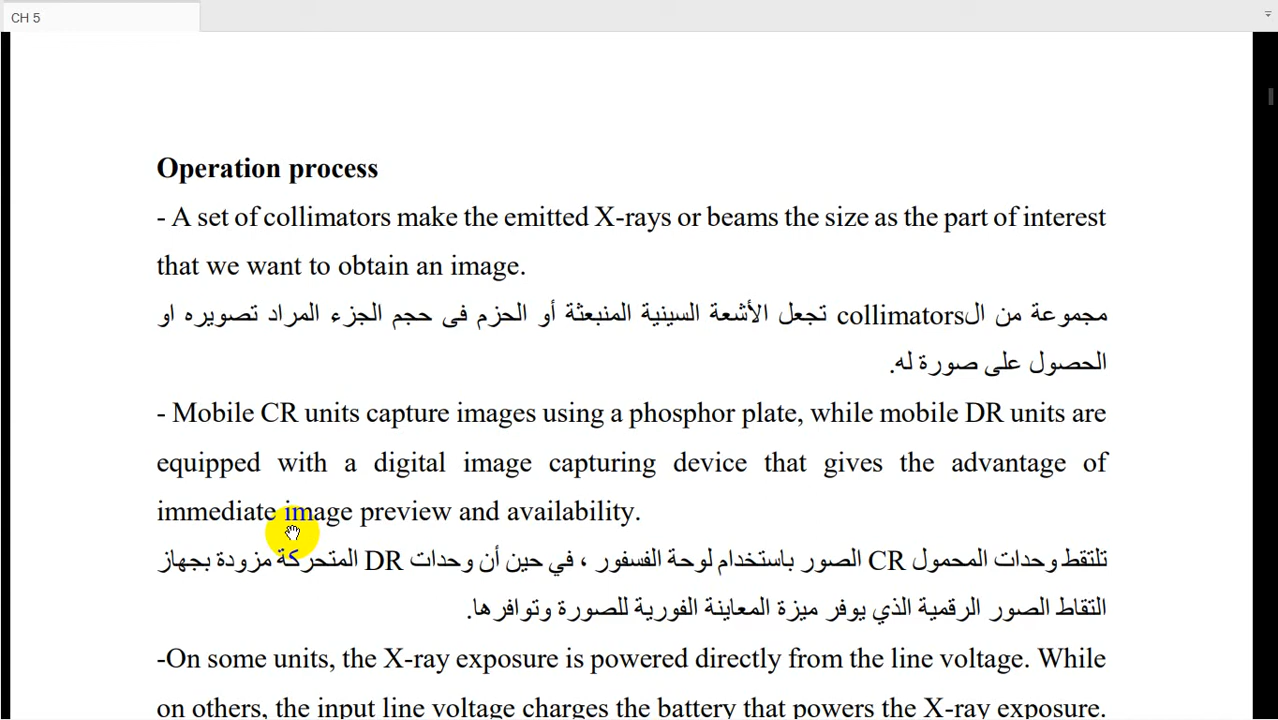 CH 5
Operation process
- A set of collimators make the emitted X-rays or beams the size as the part of interest
that we want to obtain an image.
مجموعة من الcollimators تجعل الأشعة السينية المنبعثة أو الحزم فى حجم الجزء المراد تصويره او
الحصول على صورة له.
- Mobile CR units capture images using a phosphor plate, while mobile DR units are
equipped with a digital image capturing device that gives the advantage of
immediate image preview and availability.
تلتقط وحدات المحمول CR الصور باستخدام لوحة الفسفور ، في حين أن وحدات DR المتحركة مزودة بجهاز
التقاط الصور الرقمية الذي يوفر ميزة المعاينة الفورية للصورة وتوافرها.
-On some units, the X-ray exposure is powered directly from the line voltage. While
on others, the input line voltage charges the battery that powers the X-ray exposure.